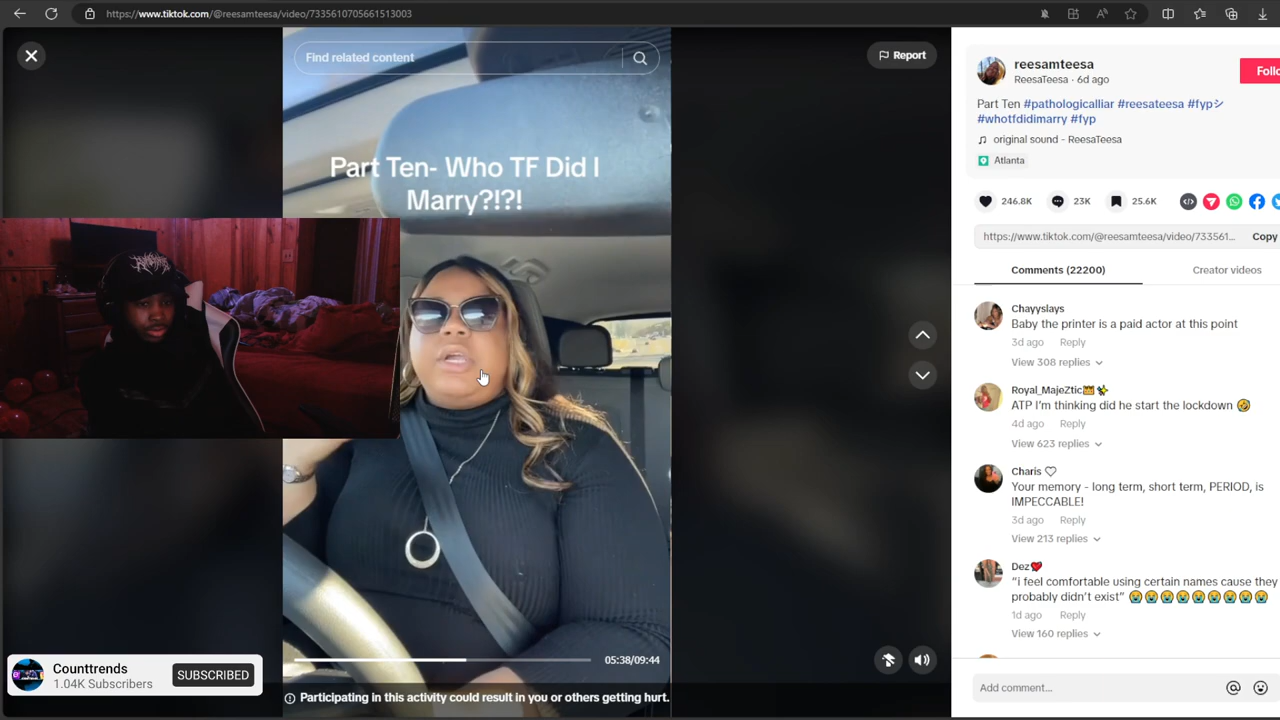 https://www.tiktok.com/@reesamteesa/video/7335610705661513003
Find related content
Report
Part Ten- Who TF Did I
Marry?!?!
05:38/09:44
Participating in this activity could result in you or others getting hurt.
Counttrends
1.04K Subscribers
SUBSCRIBED
reesamteesa
ReesaTeesa · 6d ago
Follo
Part Ten #pathologicalliar #reesateesa #fypシ
#whotfdidimarry #fyp
original sound - ReesaTeesa
Atlanta
246.8K
23K
25.6K
https://www.tiktok.com/@reesamteesa/video/733561...
Copy
Comments (22200)
Creator videos
Chayyslays
Baby the printer is a paid actor at this point
3d ago Reply
View 308 replies
Royal_MajeZtic👑
ATP I'm thinking did he start the lockdown 🤣
4d ago Reply
View 623 replies
Charis ♡
Your memory - long term, short term, PERIOD, is
IMPECCABLE!
3d ago Reply
View 213 replies
Dez❤️
“i feel comfortable using certain names cause they
probably didn't exist” 😭😭😭😭😭😭😭😭😭
1d ago Reply
View 160 replies
Add comment...